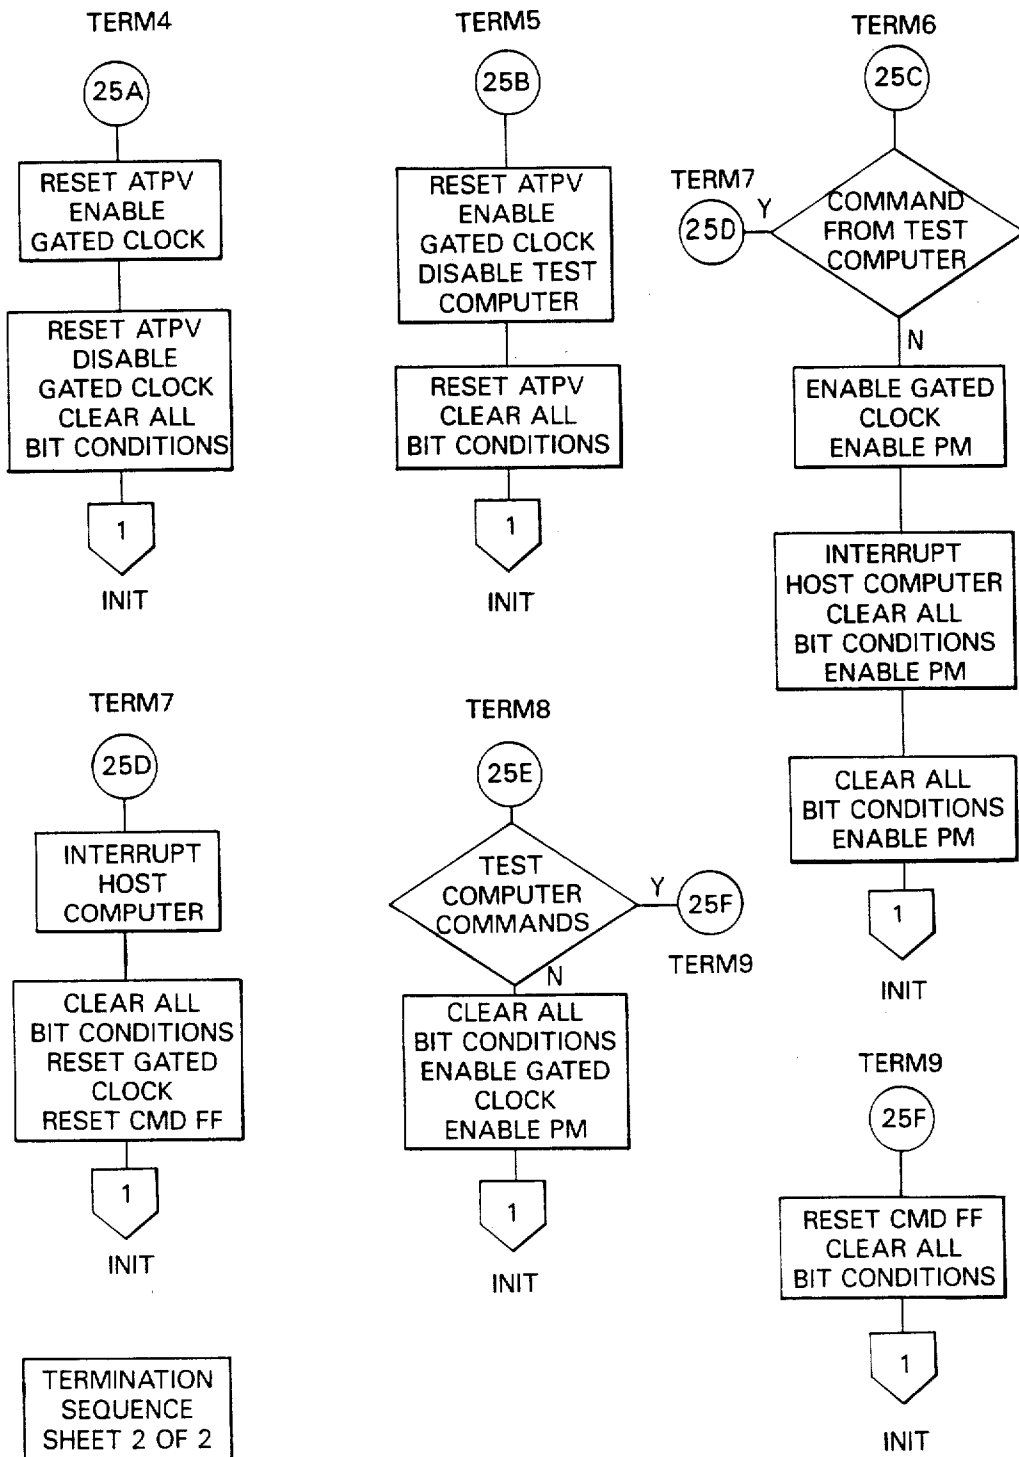 TERM4
25A
RESET ATPV
ENABLE
GATED CLOCK
RESET ATPV
DISABLE
GATED CLOCK
CLEAR ALL
BIT CONDITIONS
1
INIT
TERM5
25B
RESET ATPV
ENABLE
GATED CLOCK
DISABLE TEST
COMPUTER
RESET ATPV
CLEAR ALL
BIT CONDITIONS
1
INIT
TERM6
25C
COMMAND
FROM TEST
COMPUTER
Y
TERM7
25D
N
ENABLE GATED
CLOCK
ENABLE PM
INTERRUPT
HOST COMPUTER
CLEAR ALL
BIT CONDITIONS
ENABLE PM
CLEAR ALL
BIT CONDITIONS
ENABLE PM
1
INIT
TERM7
25D
INTERRUPT
HOST
COMPUTER
CLEAR ALL
BIT CONDITIONS
RESET GATED
CLOCK
RESET CMD FF
1
INIT
TERM8
25E
TEST
COMPUTER
COMMANDS
Y
25F
TERM9
N
CLEAR ALL
BIT CONDITIONS
ENABLE GATED
CLOCK
ENABLE PM
1
INIT
TERM9
25F
RESET CMD FF
CLEAR ALL
BIT CONDITIONS
1
INIT
TERMINATION
SEQUENCE
SHEET 2 OF 2